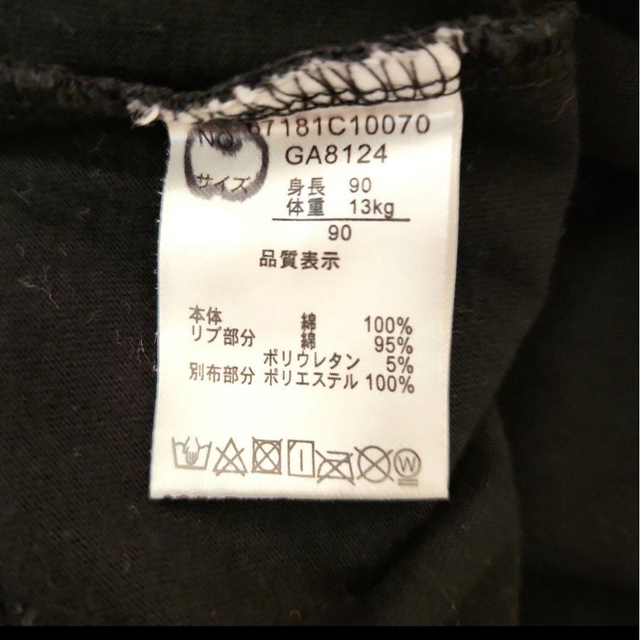 No. 67181C10070
GA8124
サイズ 身長 90
体重 13kg
90
品質表示
本体 綿 100%
リブ部分 綿 95%
ポリウレタン 5%
別布部分 ポリエステル 100%
W